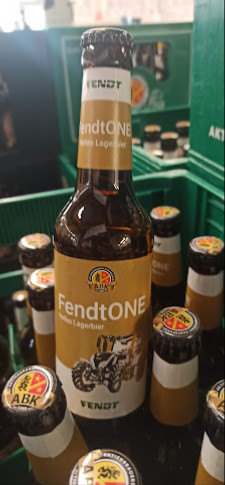 FENDT
FendtONE
Helles Lagerbier
ABK
FendtONE
Helles Lagerbier
FENDT
ABK
AKT